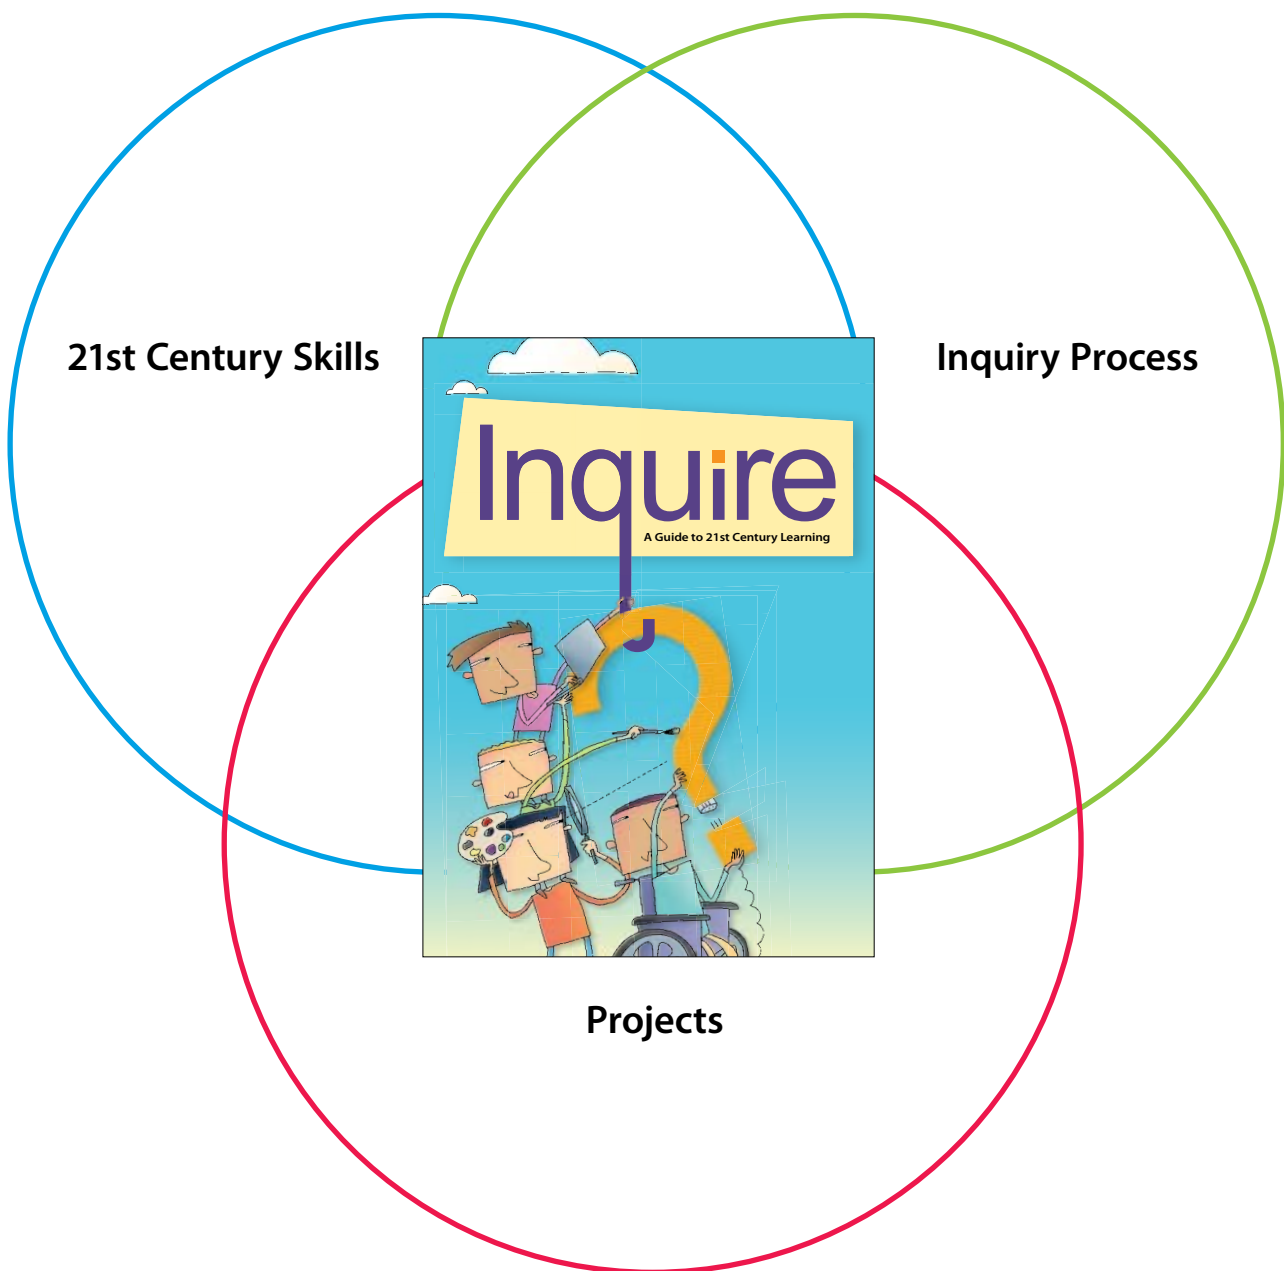 21st Century Skills
Inquiry Process
Inquire
A Guide to 21st Century Learning
Projects